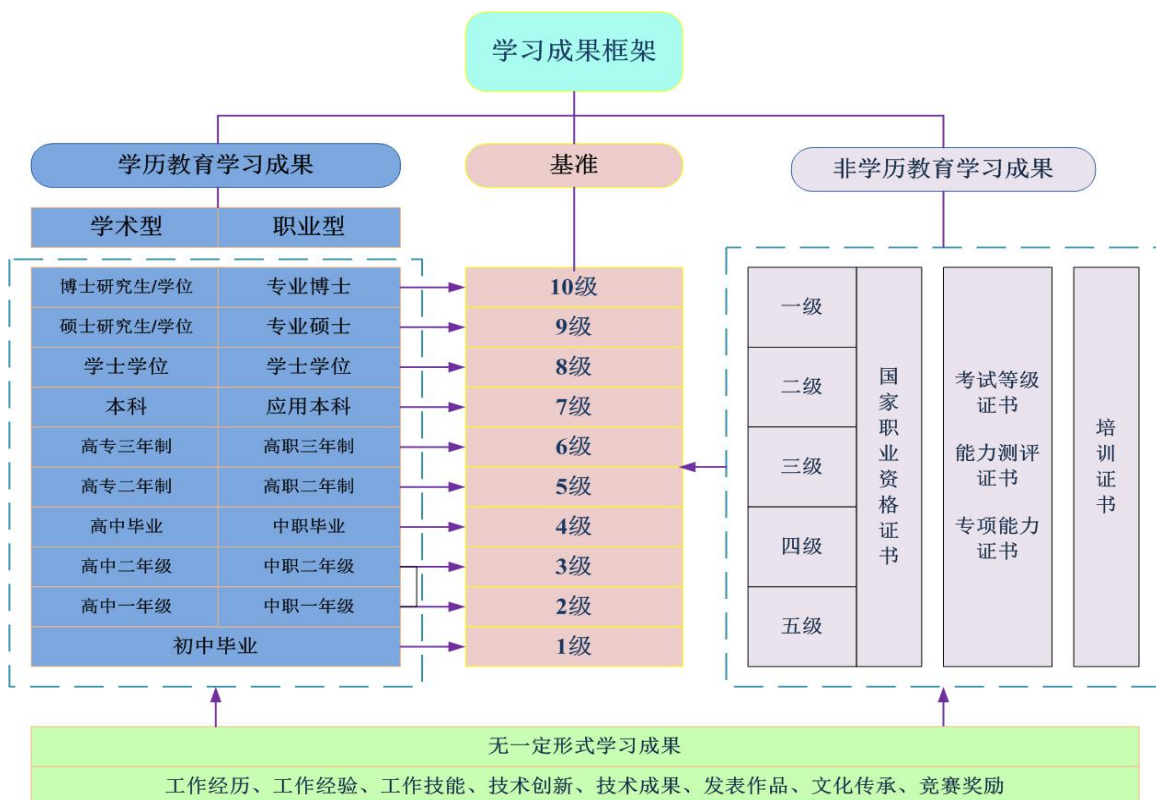 学习成果框架
学历教育学习成果
基准
非学历教育学习成果
学术型 职业型
博士研究生/学位 专业博士 10级
硕士研究生/学位 专业硕士 9级
学士学位 学士学位 8级
本科 应用本科 7级
高专三年制 高职三年制 6级
高专二年制 高职二年制 5级
高中毕业 中职毕业 4级
高中二年级 中职二年级 3级
高中一年级 中职一年级 2级
初中毕业 1级
一级
二级
三级
四级
五级
国家职业资格证书
考试等级
证书
能力测评
证书
专项能力
证书
培训证书
无一定形式学习成果
工作经历、工作经验、工作技能、技术创新、技术成果、发表作品、文化传承、竞赛奖励